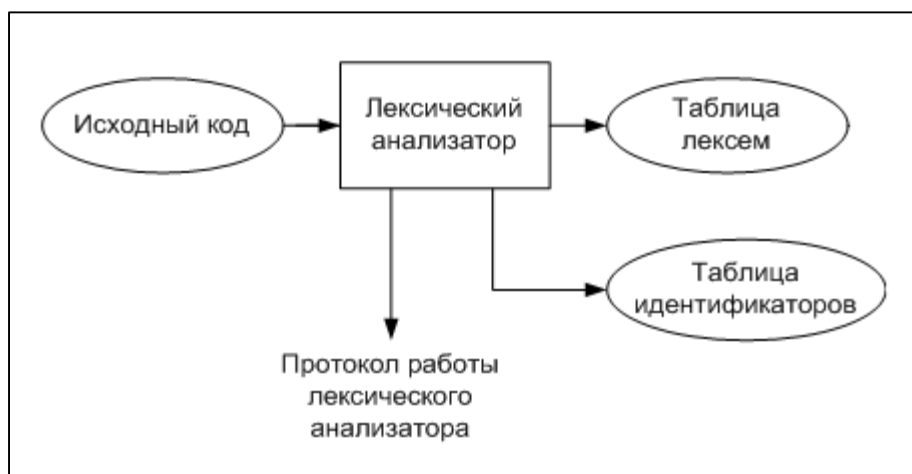 Исходный код
Лексический
анализатор
Таблица
лексем
Таблица
идентификаторов
Протокол работы
лексического
анализатора